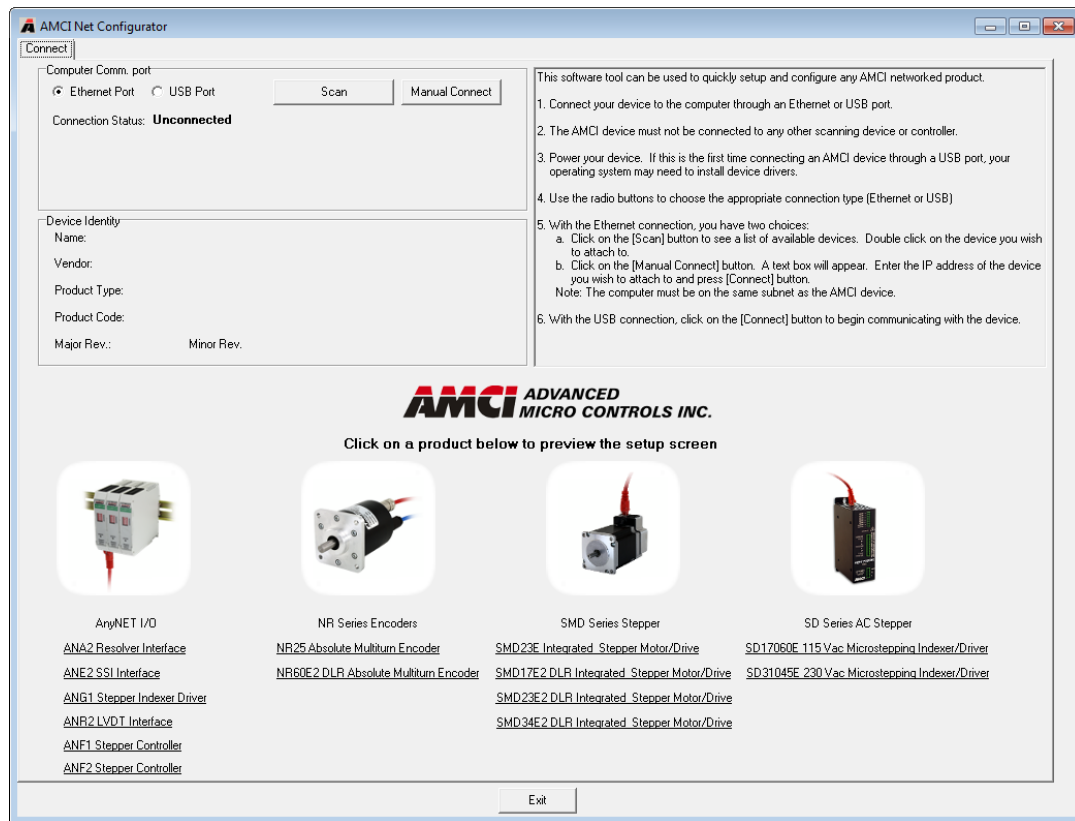 AMCI Net Configurator
Connect
Computer Comm. port
Ethernet Port
USB Port
Scan
Manual Connect
Connection Status: Unconnected
Device Identity
Name:
Vendor:
Product Type:
Product Code:
Major Rev.:
Minor Rev.
This software tool can be used to quickly setup and configure any AMCI networked product.
1. Connect your device to the computer through an Ethernet or USB port.
2. The AMCI device must not be connected to any other scanning device or controller.
3. Power your device. If this is the first time connecting an AMCI device through a USB port, your
operating system may need to install device drivers.
4. Use the radio buttons to choose the appropriate connection type (Ethernet or USB)
5. With the Ethernet connection, you have two choices:
a. Click on the [Scan] button to see a list of available devices. Double click on the device you wish
to attach to.
b. Click on the [Manual Connect] button. A text box will appear. Enter the IP address of the device
you wish to attach to and press [Connect] button.
Note: The computer must be on the same subnet as the AMCI device.
6. With the USB connection, click on the [Connect] button to begin communicating with the device.
AMCI ADVANCED
MICRO CONTROLS INC.
Click on a product below to preview the setup screen
AMCI
AnyNET I/O
ANA2 Resolver Interface
ANE2 SSI Interface
ANG1 Stepper Indexer Driver
ANR2 LVDT Interface
ANF1 Stepper Controller
ANF2 Stepper Controller
NR Series Encoders
NR25 Absolute Multiturn Encoder
NR60E2 DLR Absolute Multiturn Encoder
SMD Series Stepper
SMD23E Integrated Stepper Motor/Drive
SMD17E2 DLR Integrated Stepper Motor/Drive
SMD23E2 DLR Integrated Stepper Motor/Drive
SMD34E2 DLR Integrated Stepper Motor/Drive
SD Series AC Stepper
SD17060E 115 Vac Microstepping Indexer/Driver
SD31045E 230 Vac Microstepping Indexer/Driver
Exit